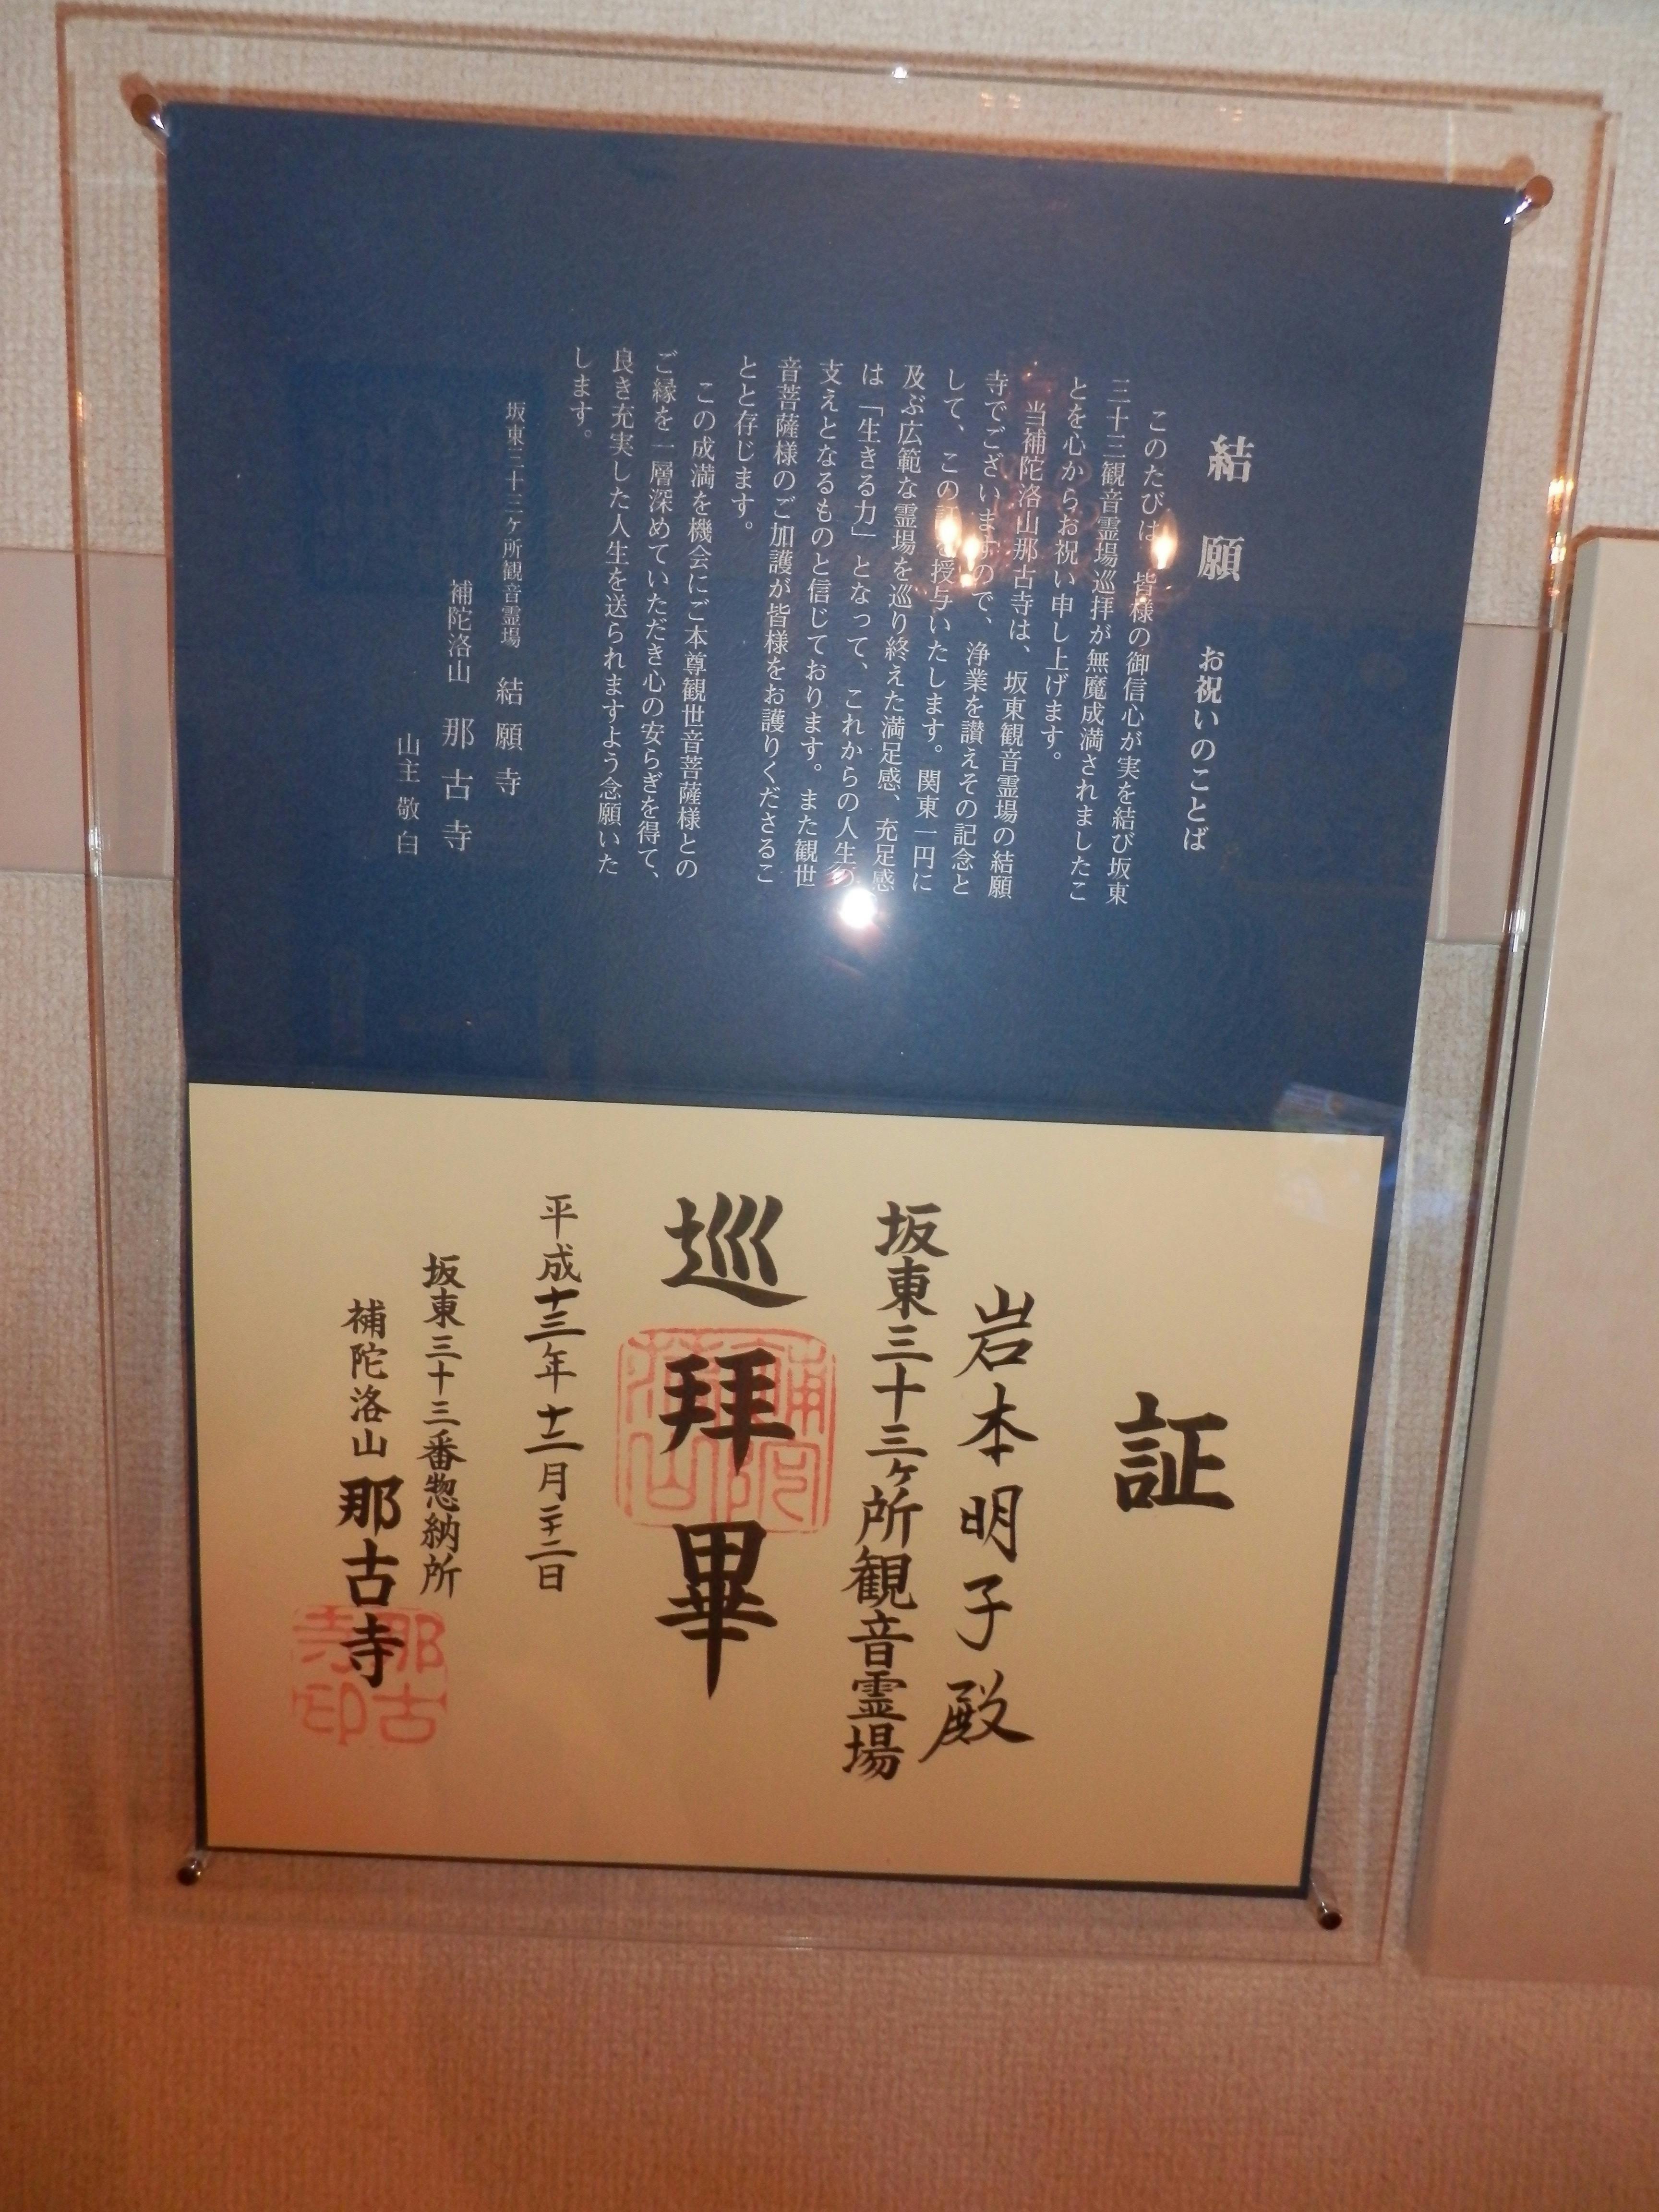 結願 お祝いのことば
このたびは、皆様の御信心が実を結び坂東
三十三観音霊場巡拝が無魔成満されましたこ
とを心からお祝い申し上げます。
当補陀洛山那古寺は、坂東観音霊場の結願
寺でございますので、浄業を讃えその記念と
して、この を授与いたします。関東一円に
及ぶ広範な霊場を巡り終えた満足感、充足感
は「生きる力」となって、これからの人生の
支えとなるものと信じております。また観世
音菩薩様のご加護が皆様をお護りくださるこ
とと存じます。
この成満を機会にご本尊観世音菩薩様との
ご縁を一層深めていただき心の安らぎを得て、
良き充実した人生を送られますよう念願いた
します。
坂東三十三ヶ所観音霊場 結願寺
補陀洛山 那古寺
山主 敬白
証
岩本明子殿
坂東三十三ヶ所観音霊場
巡拜畢
平成十三年十二月二十二日
坂東三十三番惣納所
補陀洛山 那古寺
那古寺印